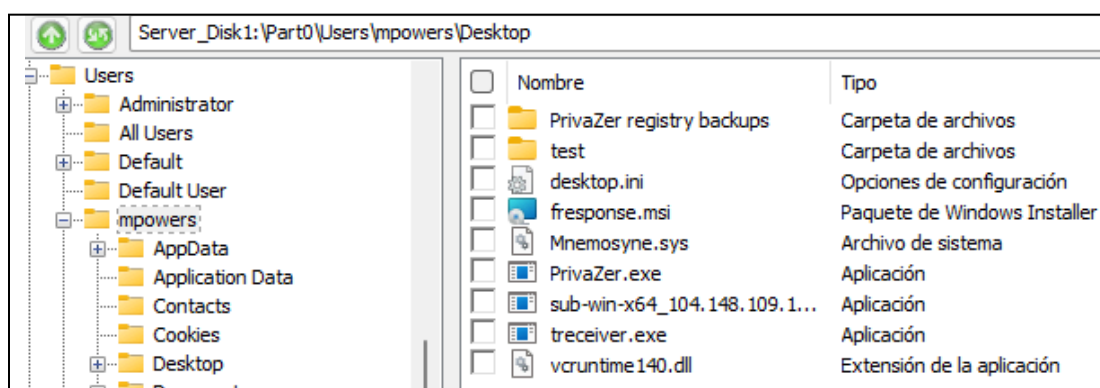 Server_Disk1:\Part0\Users\mpowers\Desktop
Users
Administrator
All Users
Default
Default User
mpowers
AppData
Application Data
Contacts
Cookies
Desktop
Nombre Tipo
PrivaZer registry backups Carpeta de archivos
test Carpeta de archivos
desktop.ini Opciones de configuración
fresponse.msi Paquete de Windows Installer
Mnemosyne.sys Archivo de sistema
PrivaZer.exe Aplicación
sub-win-x64_104.148.109.1... Aplicación
treceiver.exe Aplicación
vcruntime140.dll Extensión de la aplicación